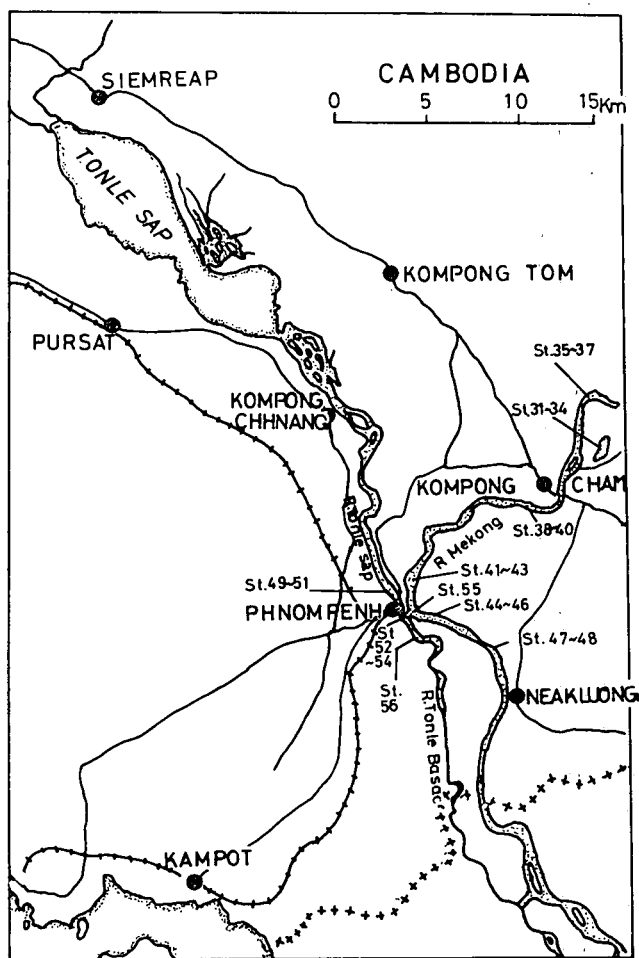 SIEMREAP
CAMBODIA
0 5 10 15Km
TONLE SAP
KOMPONG TOM
PURSAT
St.35~37
KOMPONG
CHHNANG
St.31-34
KOMPONG CHAM
R.Tonle sap
R Mekong
St.38-40
St.41~43
St.49~51
St.55
PHNOMPENH
St.44~46
St
52
~54
St.47~48
St.
56
NEAKLUONG
R.Tonle Basac
KAMPOT